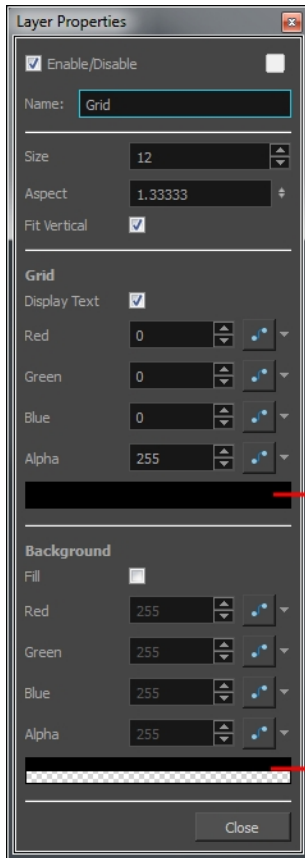 Layer Properties
Enable/Disable
Name: Grid
Size 12
Aspect 1.33333
Fit Vertical
Grid
Display Text
Red 0
Green 0
Blue 0
Alpha 255
Background
Fill
Red 255
Green 255
Blue 255
Alpha 255
Close